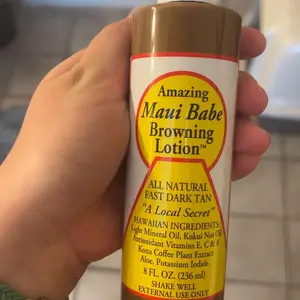 Amazing
Maui Babe
Browning
Lotion™
ALL NATURAL
FAST DARK TAN
"A Local Secret"
HAWAIIAN INGREDIENTS:
Light Mineral Oil, Kukui Nut Oil,
Antioxidant Vitamins E, C & A
Kona Coffee Plant Extract
Aloe, Potassium Iodide
8 FL. OZ (236 ml)
SHAKE WELL
EXTERNAL USE ONLY